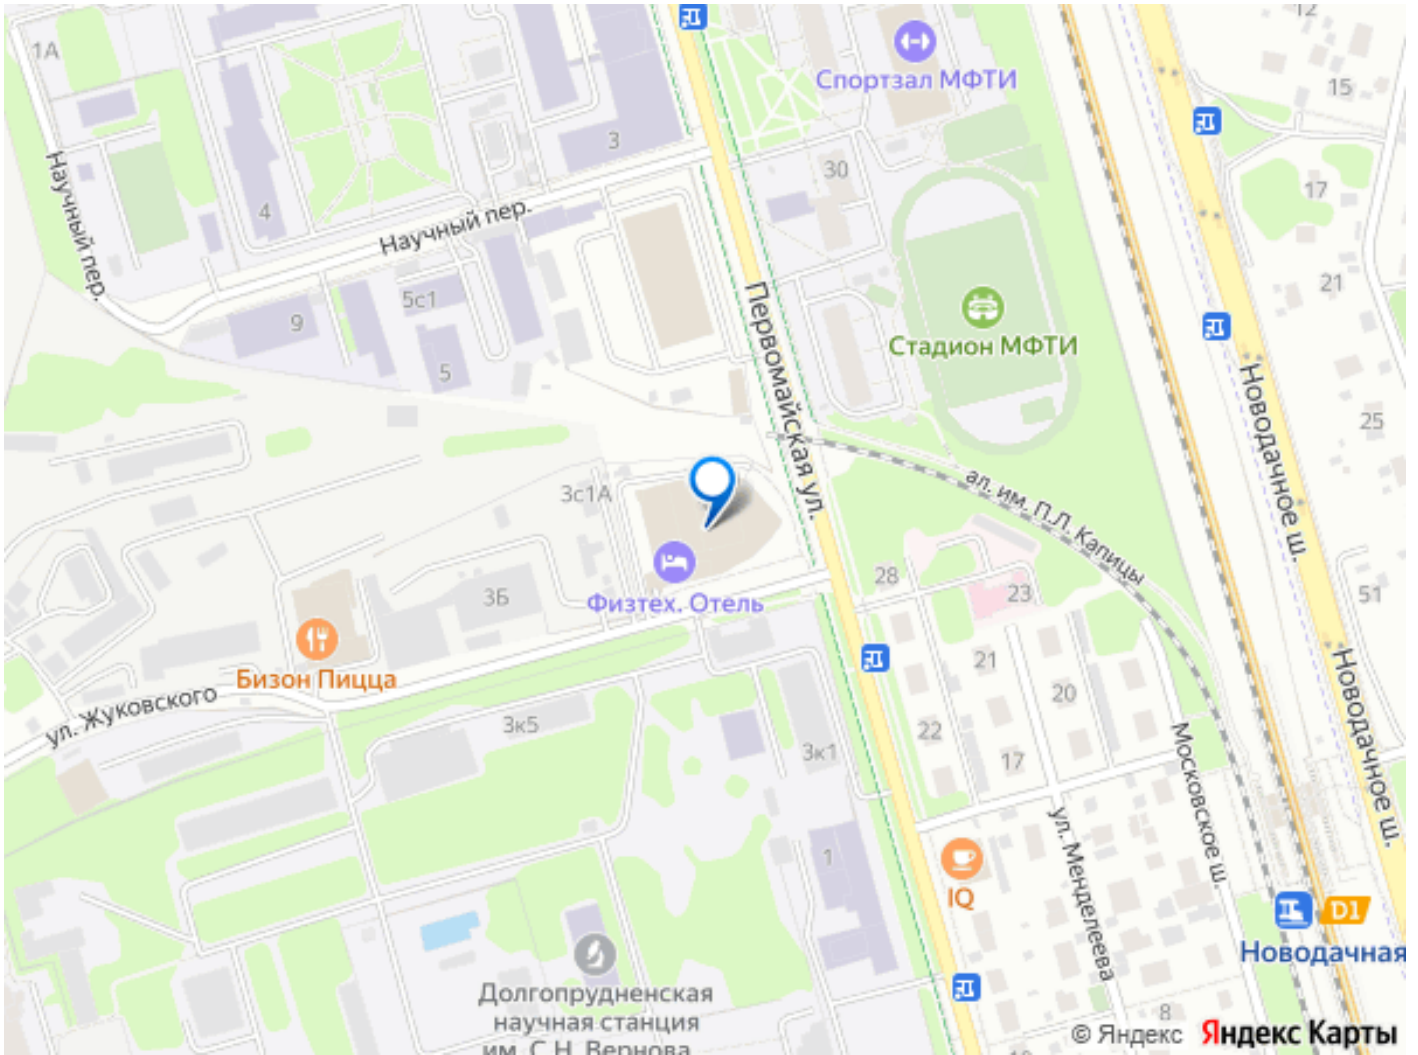 12
1А
Спортзал МФТИ
15
3
30
17
4
Научный пер.
Научный пер.
21
5с1
9
Первомайская ул.
Стадион МФТИ
5
Новодачное ш.
25
3с1А
ал. им. П.Л. Капицы
28
23
51
3Б
Физтех. Отель
Бизон Пицца
21
20
ул. Жуковского
3к5
22
3к1
17
Московское ш.
Новодачное ш.
ул. Менделеева
1
IQ
D1
Новодачная
Долгопрудненская
научная станция
им. С.Н. Вернова
8
© Яндекс Яндекс Карты